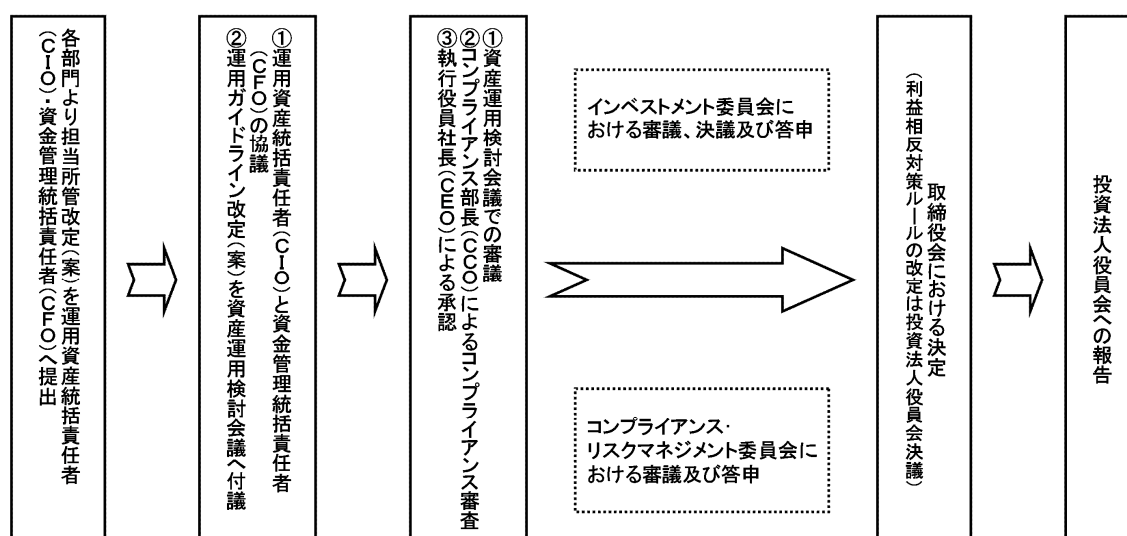 各部門より担当所管改定(案)を運用資産統括責任者
(CIO)・資金管理統括責任者(CFO)へ提出
①運用資産統括責任者(CIO)と資金管理統括責任者
(CFO)の協議
②運用ガイドライン改定(案)を資産運用検討会議へ付議
①資産運用検討会議での審議
②コンプライアンス部長(CCO)によるコンプライアンス審査
③執行役員社長(CEO)による承認
インベストメント委員会に
おける審議、決議及び答申
コンプライアンス・
リスクマネジメント委員会に
おける審議及び答申
取締役会における決定
(利益相反対策ルールの改定は投資法人役員会決議)
投資法人役員会への報告